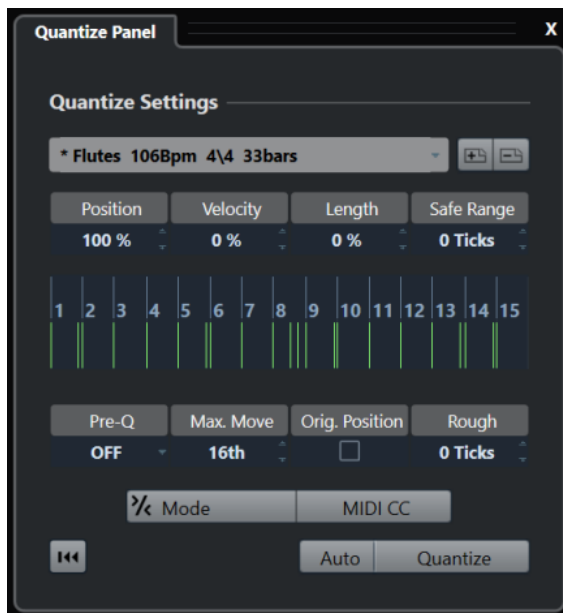 Quantize Panel X
Quantize Settings
* Flutes 106Bpm 4\4 33bars
Position Velocity Length Safe Range
100 % 0 % 0 % 0 Ticks
1 2 3 4 5 6 7 8 9 10 11 12 13 14 15
Pre-Q Max. Move Orig. Position Rough
OFF 16th 0 Ticks
Mode MIDI CC
Auto Quantize